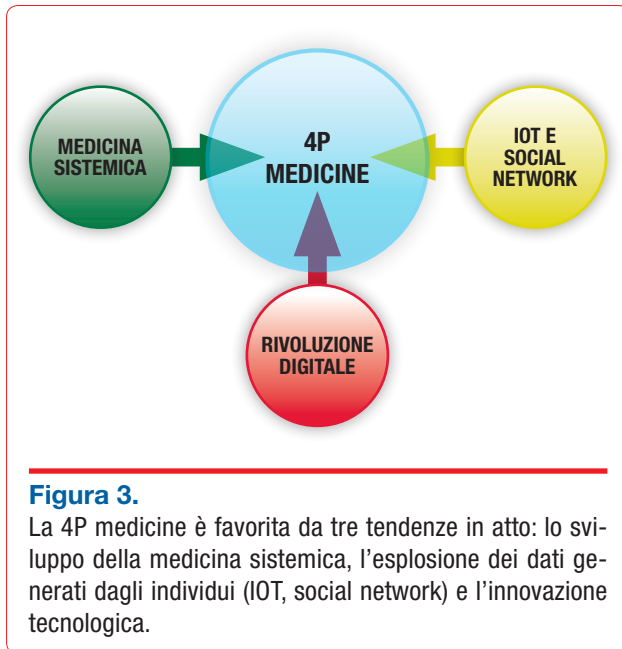 MEDICINA
SISTEMICA
4P
MEDICINE
IOT E
SOCIAL
NETWORK
RIVOLUZIONE
DIGITALE
Figura 3.
La 4P medicine è favorita da tre tendenze in atto: lo svi-
luppo della medicina sistemica, l’esplosione dei dati ge-
nerati dagli individui (IOT, social network) e l’innovazione
tecnologica.